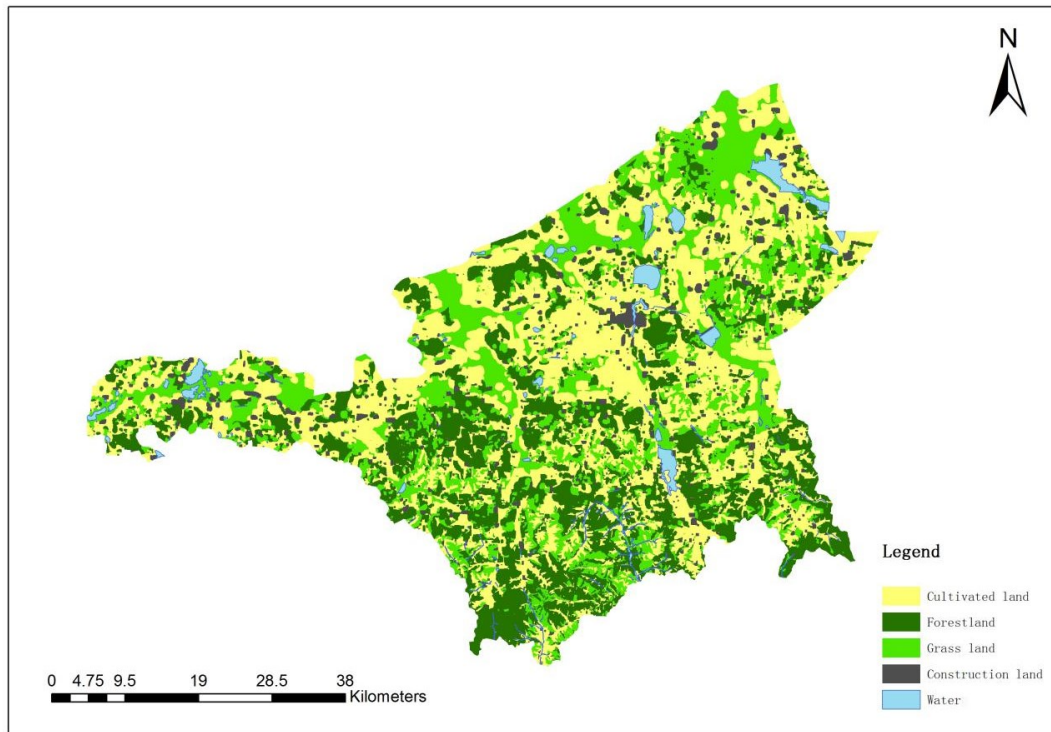 N
Legend
Cultivated land
Forestland
Grass land
Construction land
Water
0 4.75 9.5 19 28.5 38
Kilometers